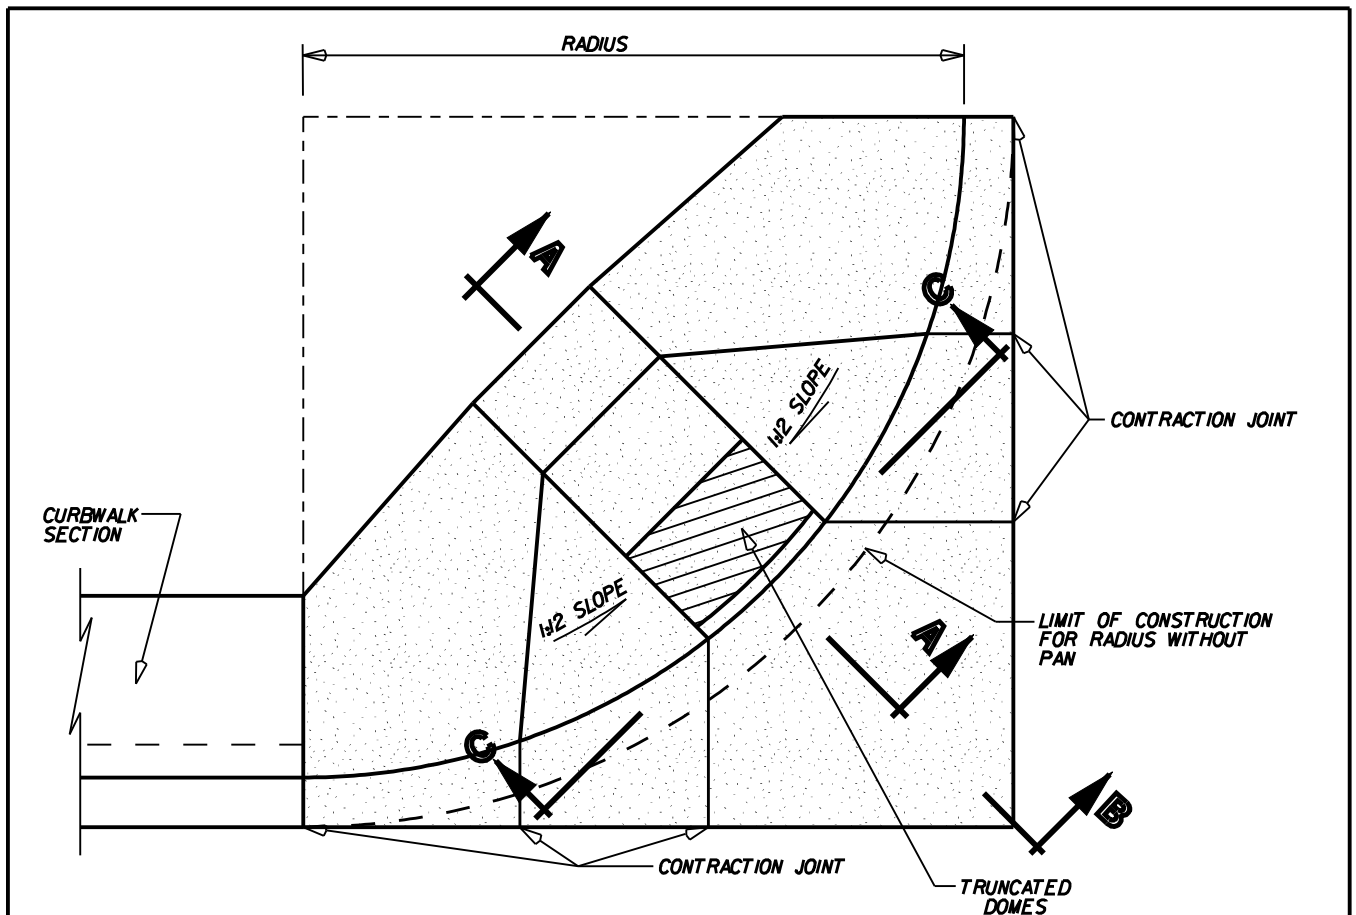 RADIUS
A
C
1:12 SLOPE
CONTRACTION JOINT
CURBWALK
SECTION
1:12 SLOPE
LIMIT OF CONSTRUCTION
FOR RADIUS WITHOUT
PAN
A
C
B
CONTRACTION JOINT
TRUNCATED
DOMES